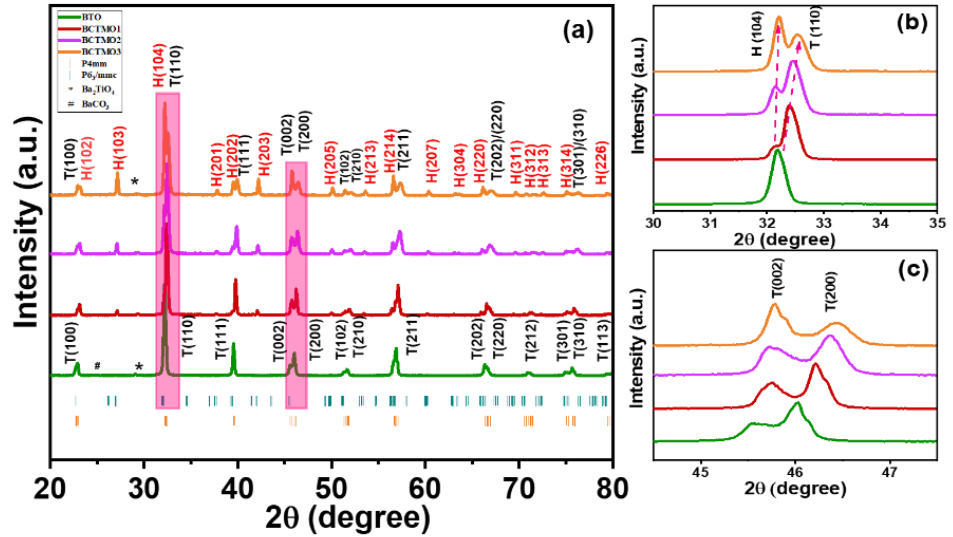 (a)
BTO
BCTMO1
BCTMO2
BCTMO3
P4mm
P6₃/mmc
* Ba₂TiO₄
# BaCO₃
Intensity (a.u.)
T(100)
H(102)
H(103)
*
H(104)
T(110)
H(201)
H(202)
T(111)
H(203)
T(002)
T(200)
H(205)
T(102)
T(210)
H(213)
H(214)
T(211)
H(207)
H(304)
H(220)
T(202)/(220)
H(311)
H(312)
H(313)
H(314)
T(301)/(310)
H(226)
T(100)
#
*
T(110)
T(111)
T(002)
T(200)
T(102)
T(210)
T(211)
T(202)
T(220)
T(212)
T(301)
T(310)
T(113)
20 30 40 50 60 70 80
2θ (degree)
(b)
Intensity (a.u.)
H (104)
T (110)
30 31 32 33 34 35
2θ (degree)
(c)
Intensity (a.u.)
T(002)
T(200)
45 46 47
2θ (degree)